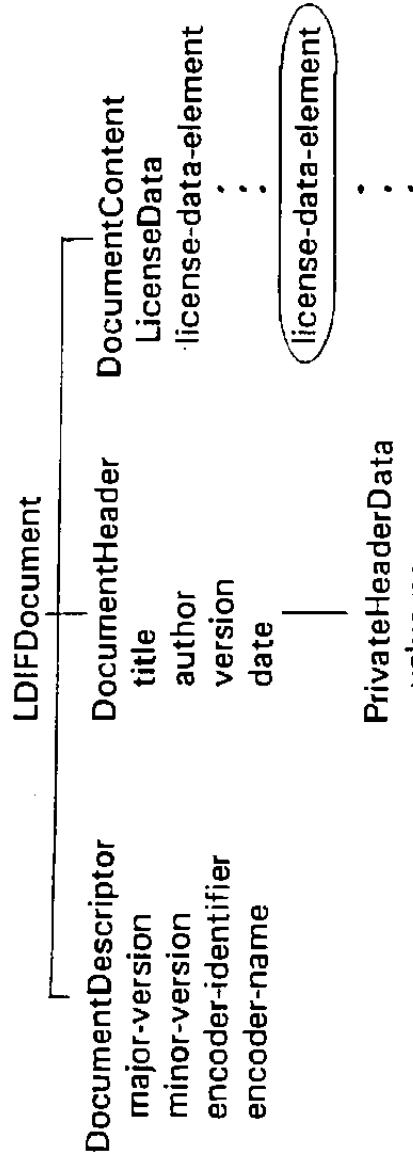 LDIFDocument
DocumentDescriptor
major-version
minor-version
encoder-identifier
encoder-name
DocumentHeader
title
author
version
date
PrivateHeaderData
DocumentContent
LicenseData
license-data-element
license-data-element